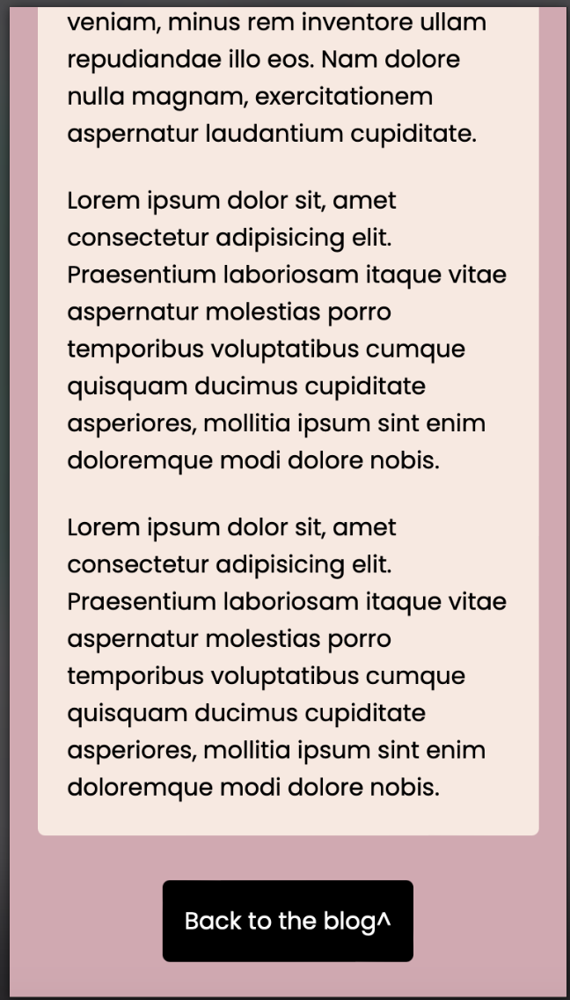 veniam, minus rem inventore ullam
repudiandae illo eos. Nam dolore
nulla magnam, exercitationem
aspernatur laudantium cupiditate.
Lorem ipsum dolor sit, amet
consectetur adipisicing elit.
Praesentium laboriosam itaque vitae
aspernatur molestias porro
temporibus voluptatibus cumque
quisquam ducimus cupiditate
asperiores, mollitia ipsum sint enim
doloremque modi dolore nobis.
Lorem ipsum dolor sit, amet
consectetur adipisicing elit.
Praesentium laboriosam itaque vitae
aspernatur molestias porro
temporibus voluptatibus cumque
quisquam ducimus cupiditate
asperiores, mollitia ipsum sint enim
doloremque modi dolore nobis.
Back to the blog^